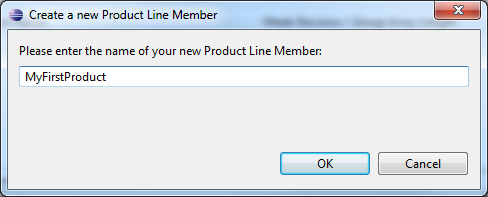 Create a new Product Line Member
Please enter the name of your new Product Line Member:
MyFirstProduct
OK
Cancel